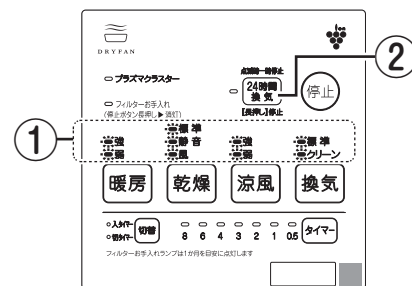 DRYFAN
プラズマクラスター
フィルターお手入れ
(停止ボタン長押し▶消灯)
点滅時一時停止
24時間
換気
[長押し]停止
停止
②
①
強
弱
標準
静音
風
強
弱
標準
クリーン
暖房
乾燥
涼風
換気
入タイマー
切タイマー
切替
8 6 4 3 2 1 0.5
タイマー
フィルターお手入れランプは1か月を目安に点灯します